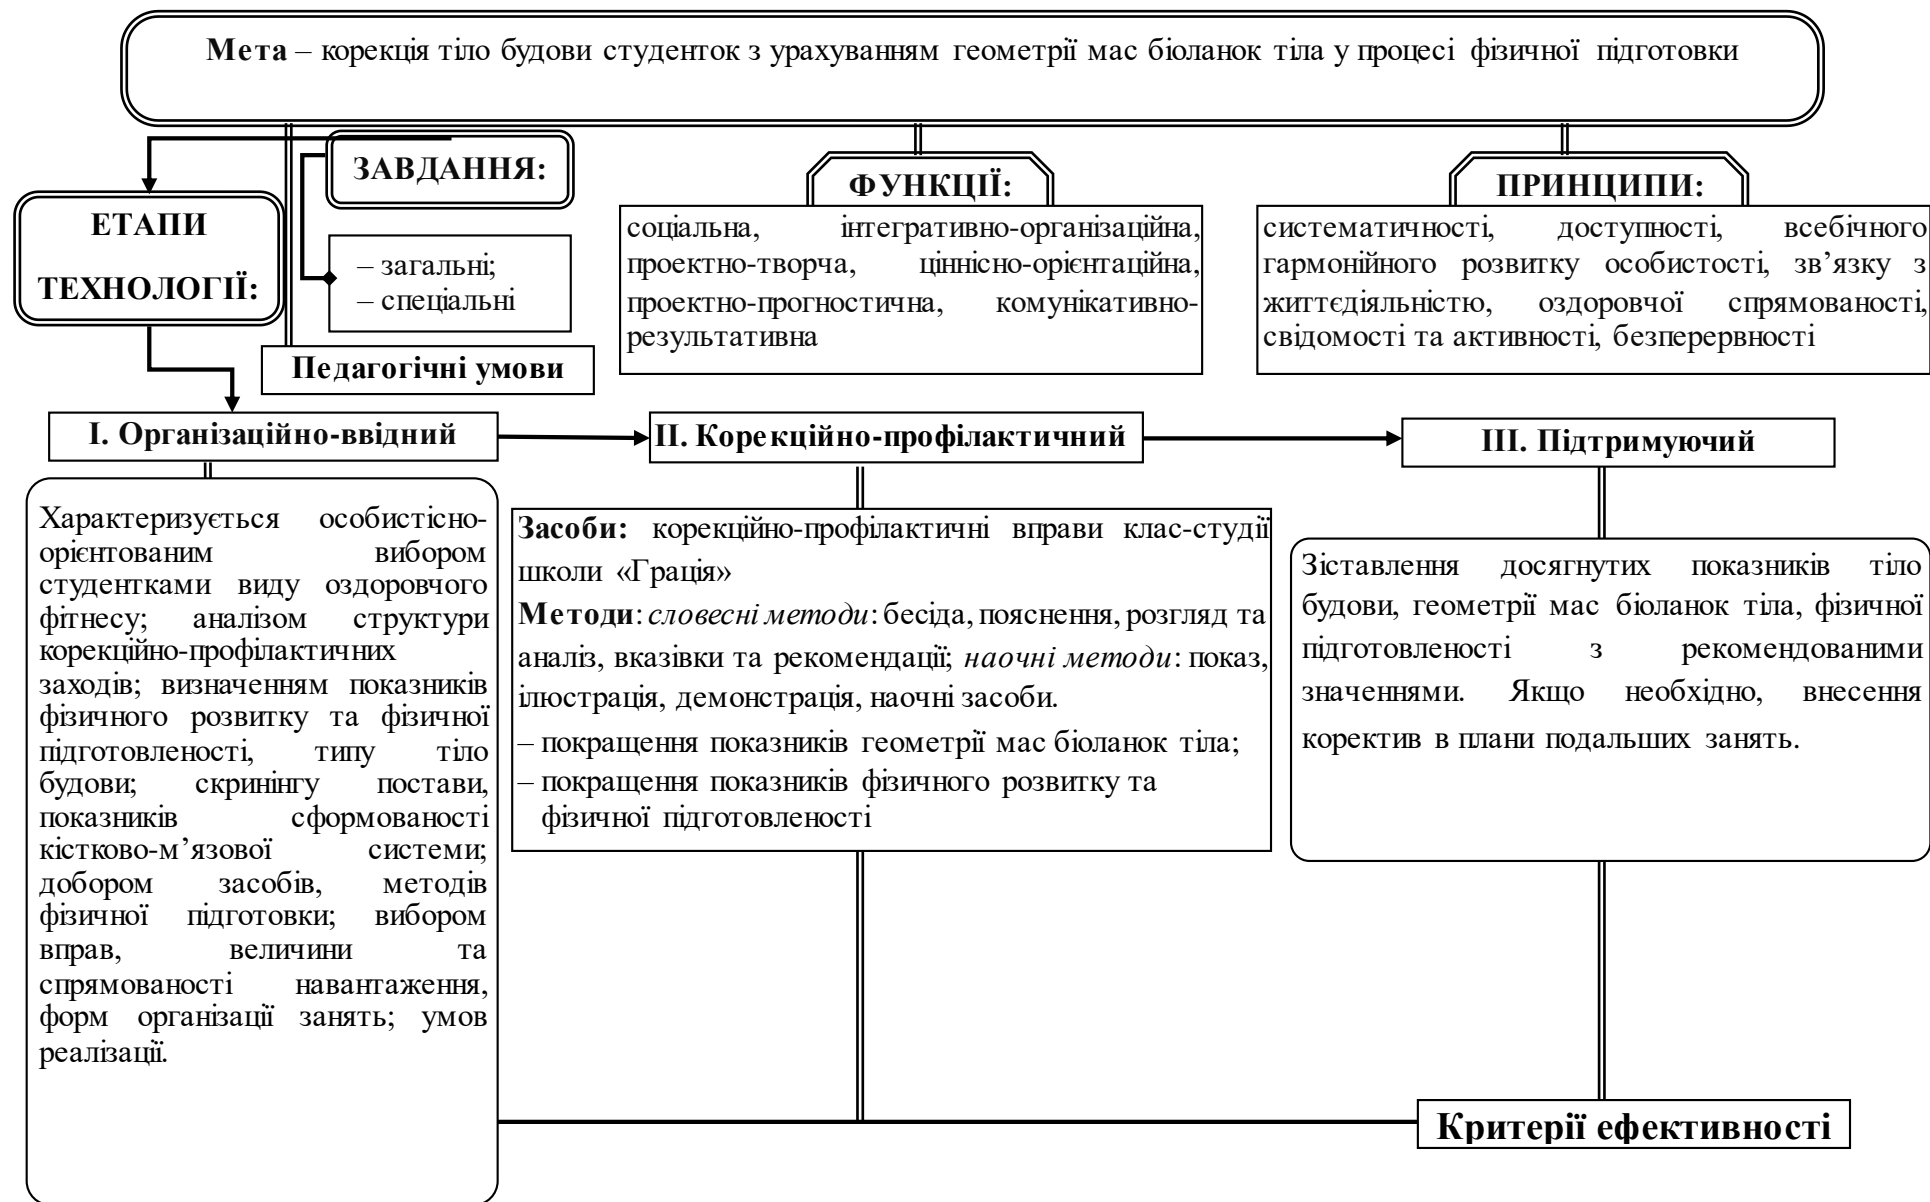 Мета – корекція тіло будови студенток з урахуванням геометрії мас біоланок тіла у процесі фізичної підготовки
ЗАВДАННЯ:
– загальні;
– спеціальні
ФУНКЦІЇ:
соціальна, інтегративно-організаційна,
проектно-творча, ціннісно-орієнтаційна,
проектно-прогностична, комунікативно-
результативна
ПРИНЦИПИ:
систематичності, доступності, всебічного
гармонійного розвитку особистості, зв’язку з
життєдіяльністю, оздоровчої спрямованості,
свідомості та активності, безперервності
ЕТАПИ
ТЕХНОЛОГІЇ:
Педагогічні умови
І. Організаційно-ввідний
ІІ. Корекційно-профілактичний
ІІІ. Підтримуючий
Характеризується особистісно-
орієнтованим вибором
студентками виду оздоровчого
фітнесу; аналізом структури
корекційно-профілактичних
заходів; визначенням показників
фізичного розвитку та фізичної
підготовленості, типу тіло
будови; скринінгу постави,
показників сформованості
кістково-м’язової системи;
добором засобів, методів
фізичної підготовки; вибором
вправ, величини та
спрямованості навантаження,
форм організації занять; умов
реалізації.
Засоби: корекційно-профілактичні вправи клас-студії
школи «Грація»
Методи: словесні методи: бесіда, пояснення, розгляд та
аналіз, вказівки та рекомендації; наочні методи: показ,
ілюстрація, демонстрація, наочні засоби.
– покращення показників геометрії мас біоланок тіла;
– покращення показників фізичного розвитку та
фізичної підготовленості
Зіставлення досягнутих показників тіло
будови, геометрії мас біоланок тіла, фізичної
підготовленості з рекомендованими
значеннями. Якщо необхідно, внесення
коректив в плани подальших занять.
Критерії ефективності